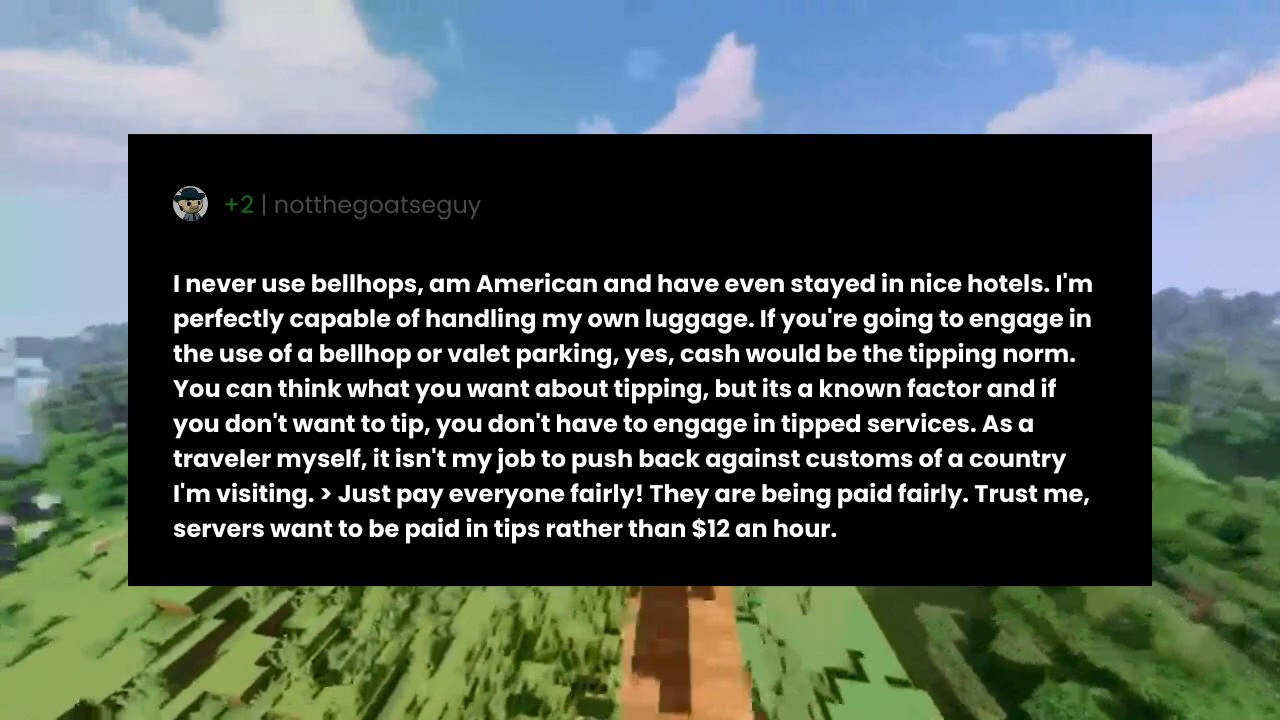 +2 | notthegoatseguy
I never use bellhops, am American and have even stayed in nice hotels. I'm
perfectly capable of handling my own luggage. If you're going to engage in
the use of a bellhop or valet parking, yes, cash would be the tipping norm.
You can think what you want about tipping, but its a known factor and if
you don't want to tip, you don't have to engage in tipped services. As a
traveler myself, it isn't my job to push back against customs of a country
I'm visiting. > Just pay everyone fairly! They are being paid fairly. Trust me,
servers want to be paid in tips rather than $12 an hour.